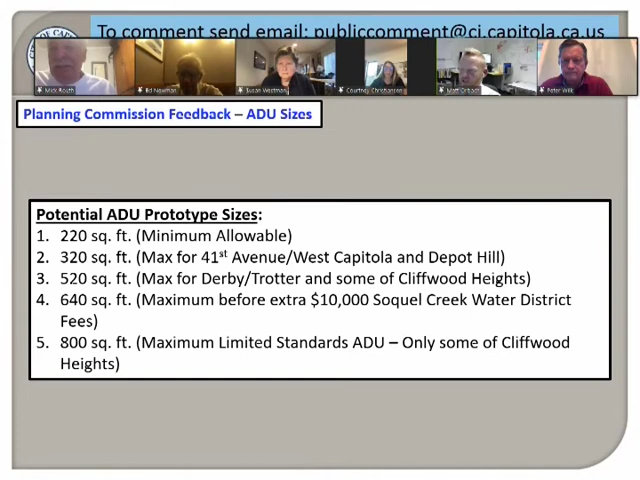 To comment send email: publiccomment@ci.capitola.ca.us
Mick Routh
Ed Newman
Susan Westman
Courtney Christiansen
Matt Orbach
Peter Wilk
Planning Commission Feedback – ADU Sizes
Potential ADU Prototype Sizes:
1. 220 sq. ft. (Minimum Allowable)
2. 320 sq. ft. (Max for 41st Avenue/West Capitola and Depot Hill)
3. 520 sq. ft. (Max for Derby/Trotter and some of Cliffwood Heights)
4. 640 sq. ft. (Maximum before extra $10,000 Soquel Creek Water District
Fees)
5. 800 sq. ft. (Maximum Limited Standards ADU – Only some of Cliffwood
Heights)